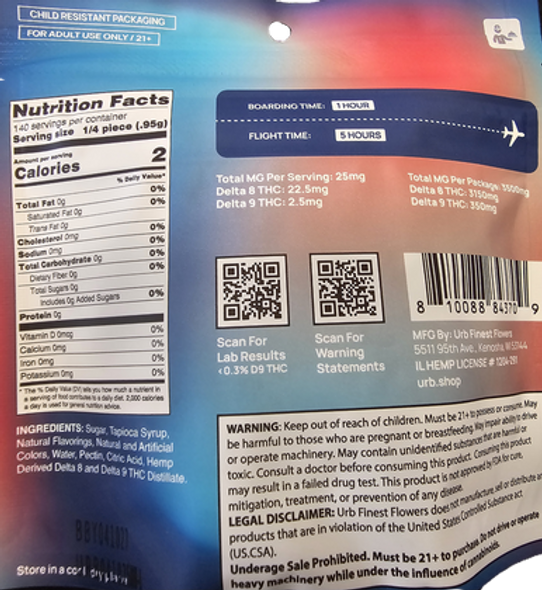 CHILD RESISTANT PACKAGING
FOR ADULT USE ONLY / 21+
Nutrition Facts
140 servings per container
Serving size 1/4 piece (.95g)
Amount per serving
Calories 2
% Daily Value*
Total Fat 0g 0%
Saturated Fat 0g 0%
Trans Fat 0g
Cholesterol 0mg 0%
Sodium 0mg 0%
Total Carbohydrate 0g 0%
Dietary Fiber 0g 0%
Total Sugars 0g
Includes 0g Added Sugars 0%
Protein 0g
Vitamin D 0mcg 0%
Calcium 0mg 0%
Iron 0mg 0%
Potassium 0mg 0%
* The % Daily Value (DV) tells you how much a nutrient in
a serving of food contributes to a daily diet. 2,000 calories
a day is used for general nutrition advice.
INGREDIENTS: Sugar, Tapioca Syrup,
Natural Flavorings, Natural and Artificial
Colors, Water, Pectin, Citric Acid, Hemp
Derived Delta 8 and Delta 9 THC Distillate.
Store in a cool dry place
BOARDING TIME: 1 HOUR
FLIGHT TIME: 5 HOURS
Total MG Per Serving: 25mg
Delta 8 THC: 22.5mg
Delta 9 THC: 2.5mg
Total MG Per Package: 3500mg
Delta 8 THC: 3150mg
Delta 9 THC: 350mg
Scan For
Lab Results
<0.3% D9 THC
Scan For
Warning
Statements
8 10088 84370 9
MFG By: Urb Finest Flowers
5511 95th Ave., Kenosha, WI 53144
IL HEMP LICENSE # 1204-291
urb.shop
WARNING: Keep out of reach of children. Must be 21+ to possess or consume. May
be harmful to those who are pregnant or breastfeeding. May impair ability to drive
or operate machinery. May contain unidentified substances that are harmful or
toxic. Consult a doctor before consuming this product. Consuming this product
may result in a failed drug test. This product is not approved by FDA for cure,
mitigation, treatment, or prevention of any disease.
LEGAL DISCLAIMER: Urb Finest Flowers does not manufacture, sell or distribute an
products that are in violation of the United States Controlled Substance act
(US.CSA).
Underage Sale Prohibited. Must be 21+ to purchase. Do not drive or operate
heavy machinery while under the influence of cannabinoids.